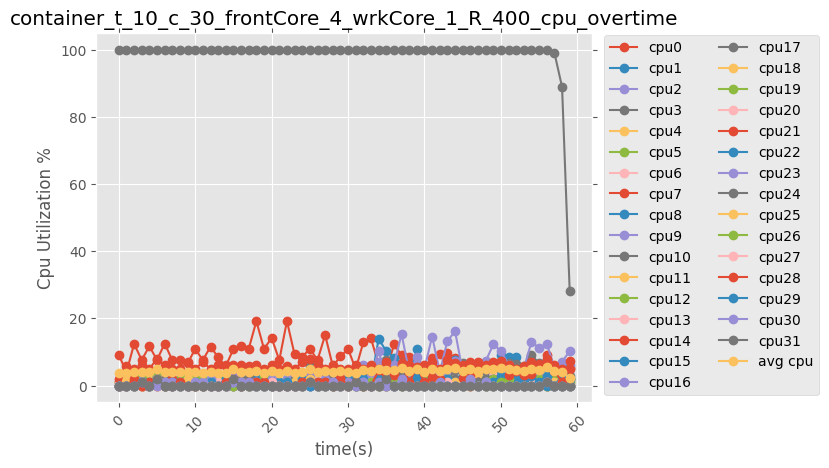 container_t_10_c_30_frontCore_4_wrkCore_1_R_400_cpu_overtime
Cpu Utilization %
100
80
60
40
20
0
0
10
20
30
40
50
60
time(s)
cpu0
cpu1
cpu2
cpu3
cpu4
cpu5
cpu6
cpu7
cpu8
cpu9
cpu10
cpu11
cpu12
cpu13
cpu14
cpu15
cpu16
cpu17
cpu18
cpu19
cpu20
cpu21
cpu22
cpu23
cpu24
cpu25
cpu26
cpu27
cpu28
cpu29
cpu30
cpu31
avg cpu